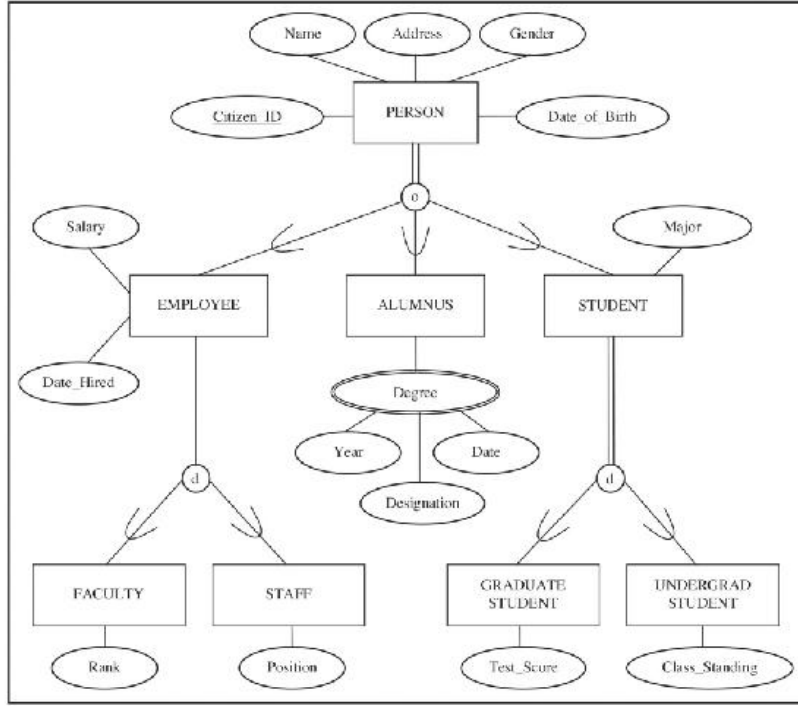 Name
Address
Gender
Citizen_ID
PERSON
Date_of_Birth
o
Salary
Major
EMPLOYEE
ALUMNUS
STUDENT
Date_Hired
Degree
Year
Date
Designation
d
d
FACULTY
STAFF
GRADUATE
STUDENT
UNDERGRAD
STUDENT
Rank
Position
Test_Score
Class_Standing